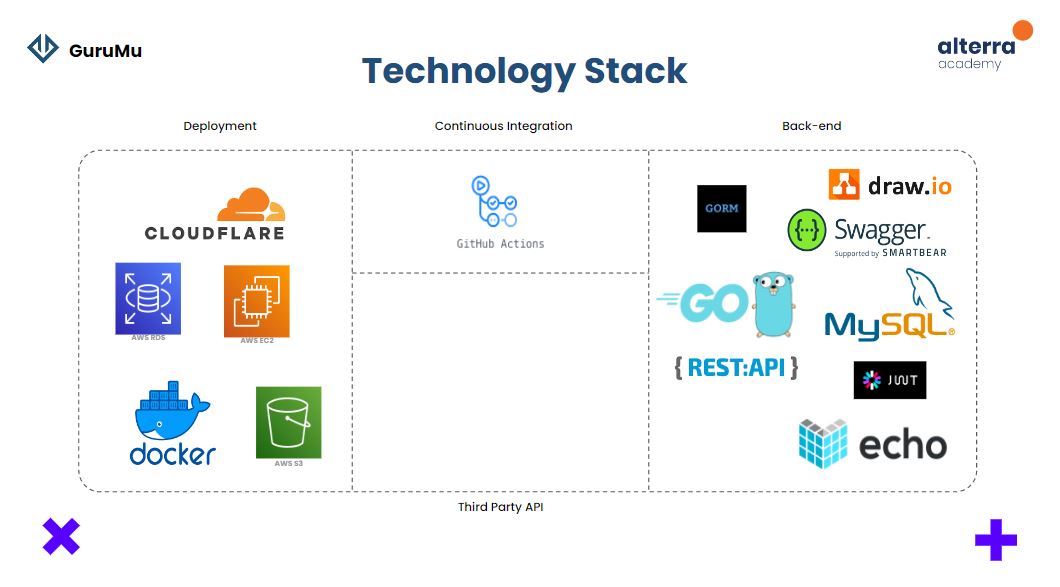 GuruMu
alterra
academy
Technology Stack
Deployment
Continuous Integration
Back-end
CLOUDFLARE
AWS RDS
AWS EC2
docker
AWS S3
GitHub Actions
GORM
draw.io
Swagger
Supported by SMARTBEAR
GO
MySQL
{ REST:API }
JWT
echo
Third Party API